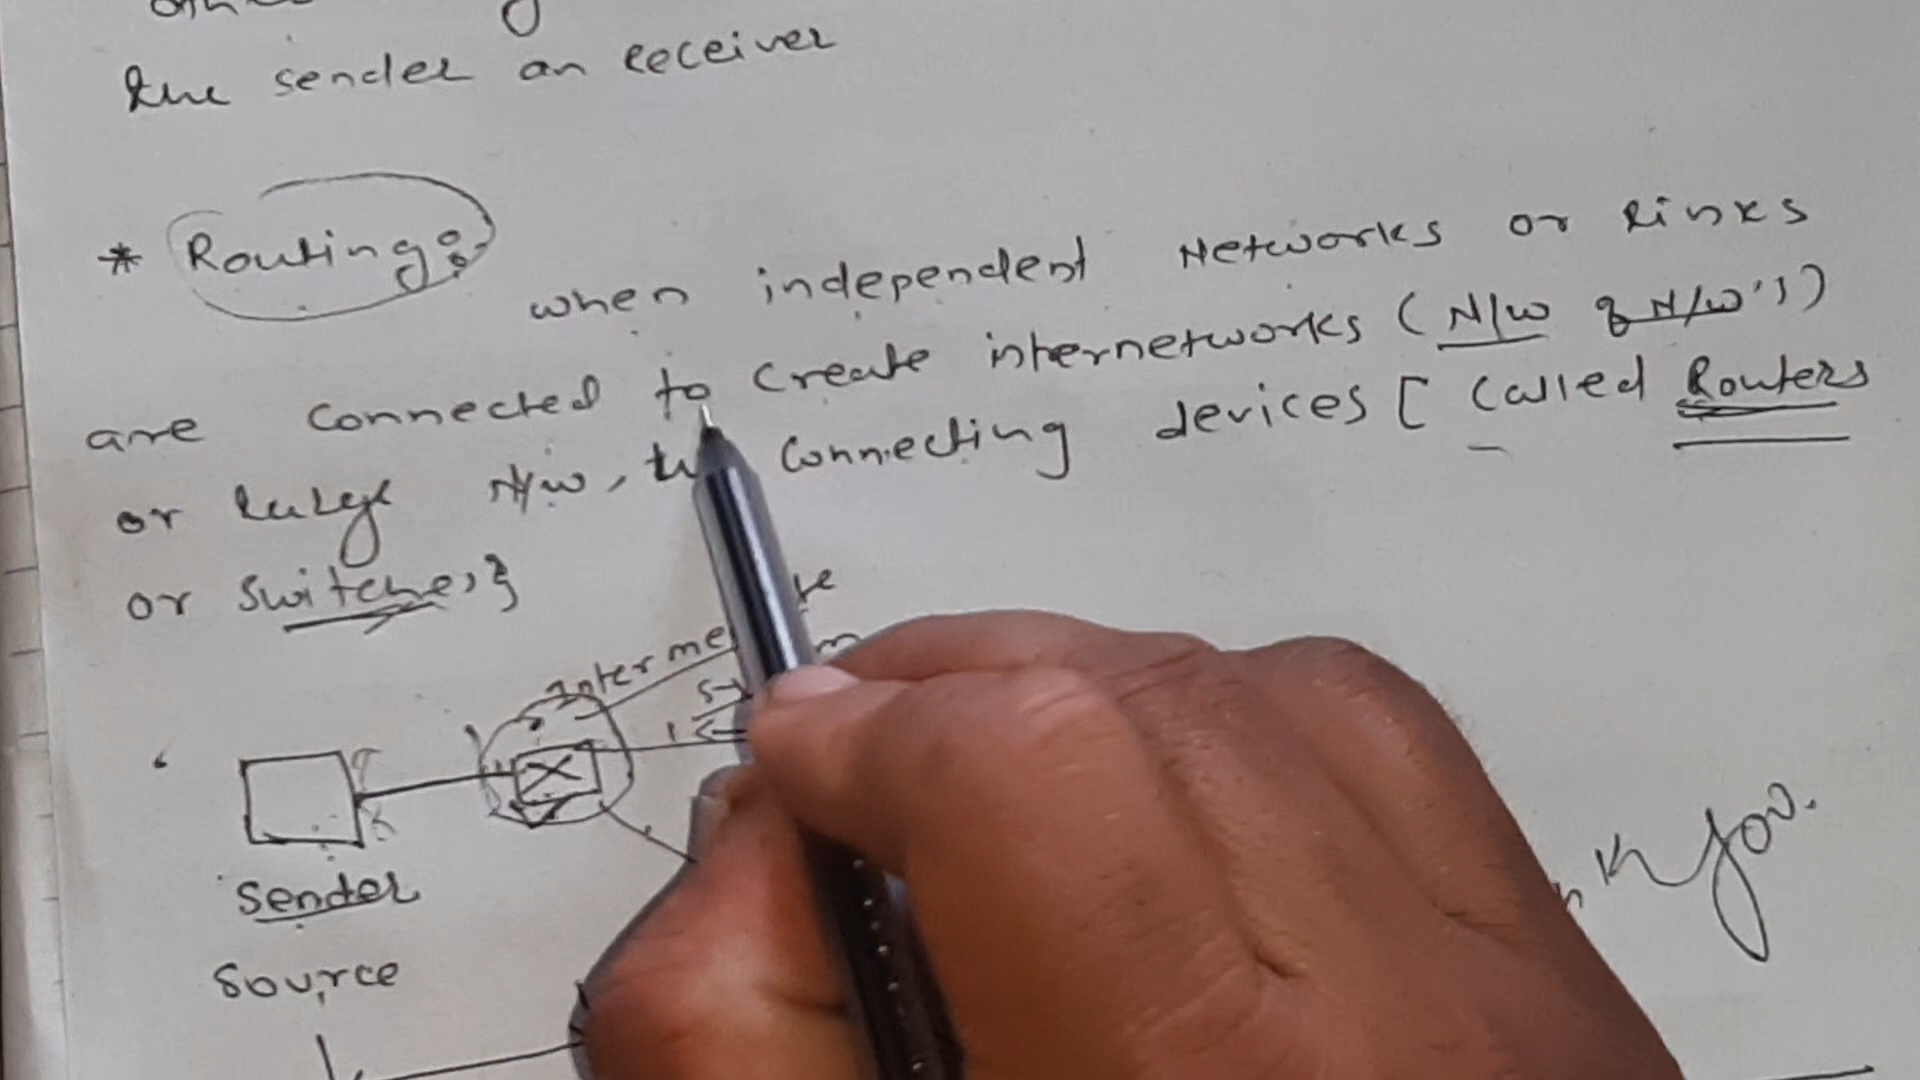 the sender an receiver
* Routing:
when independent Networks or Links
are connected to create internetworks (N/w of N/w's)
or large N/w, connecting devices [ called Routers
or switches}
Sender
Source
you.